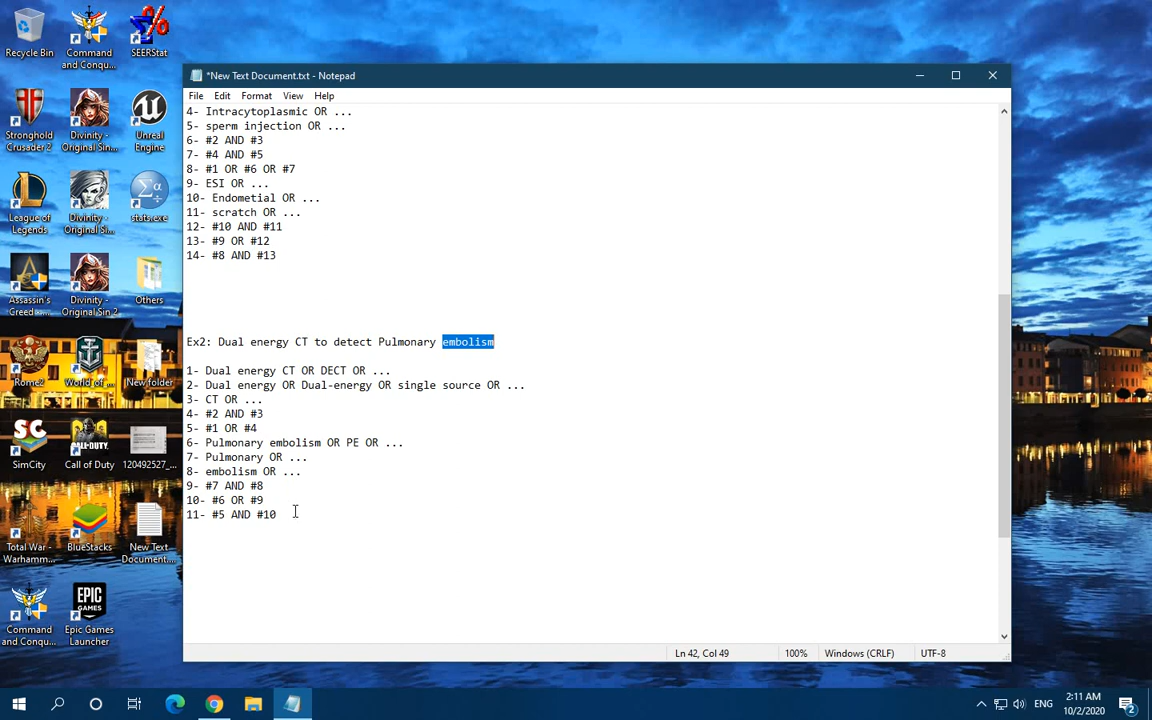 Recycle Bin
Command and Conqu...
SEERStat
Stronghold Crusader 2
Divinity - Original Sin...
Unreal Engine
League of Legends
Divinity - Original Si...
stats.exe
Assassin's Creed - ...
Divinity - Original Sin 2
Others
Rome2
World_of_...
New folder
SimCity
Call of Duty
120492527_...
Total War - Warhamm...
BlueStacks
New Text Document....
Command and Conqu...
Epic Games Launcher
EPIC GAMES
*New Text Document.txt - Notepad
File Edit Format View Help
4- Intracytoplasmic OR ...
5- sperm injection OR ...
6- #2 AND #3
7- #4 AND #5
8- #1 OR #6 OR #7
9- ESI OR ...
10- Endometial OR ...
11- scratch OR ...
12- #10 AND #11
13- #9 OR #12
14- #8 AND #13
Ex2: Dual energy CT to detect Pulmonary embolism
1- Dual energy CT OR DECT OR ...
2- Dual energy OR Dual-energy OR single source OR ...
3- CT OR ...
4- #2 AND #3
5- #1 OR #4
6- Pulmonary embolism OR PE OR ...
7- Pulmonary OR ...
8- embolism OR ...
9- #7 AND #8
10- #6 OR #9
11- #5 AND #10
Ln 42, Col 49 100% Windows (CRLF) UTF-8
ENG
2:11 AM
10/2/2020
2